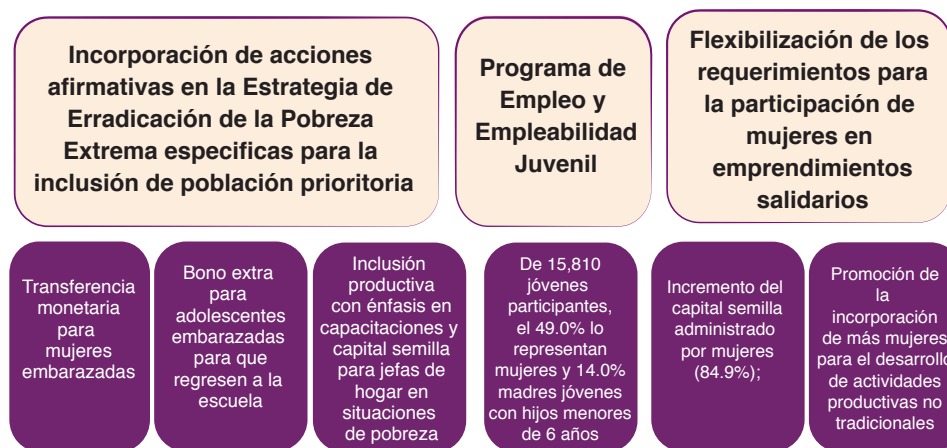 Incorporación de acciones
afirmativas en la Estrategia de
Erradicación de la Pobreza
Extrema especificas para la
inclusión de población prioritoria
Programa de
Empleo y
Empleabilidad
Juvenil
Flexibilización de los
requerimientos para
la participación de
mujeres en
emprendimientos
salidarios
Transferencia
monetaria
para
mujeres
embarazadas
Bono extra
para
adolescentes
embarazadas
para que
regresen a la
escuela
Inclusión
productiva
con énfasis en
capacitaciones y
capital semilla
para jefas de
hogar en
situaciones
de pobreza
De 15,810
jóvenes
participantes,
el 49.0% lo
representan
mujeres y 14.0%
madres jóvenes
con hijos menores
de 6 años
Incremento del
capital semilla
administrado
por mujeres
(84.9%);
Promoción de
la
incorporación
de más mujeres
para el desarrollo
de actividades
productivas no
tradicionales